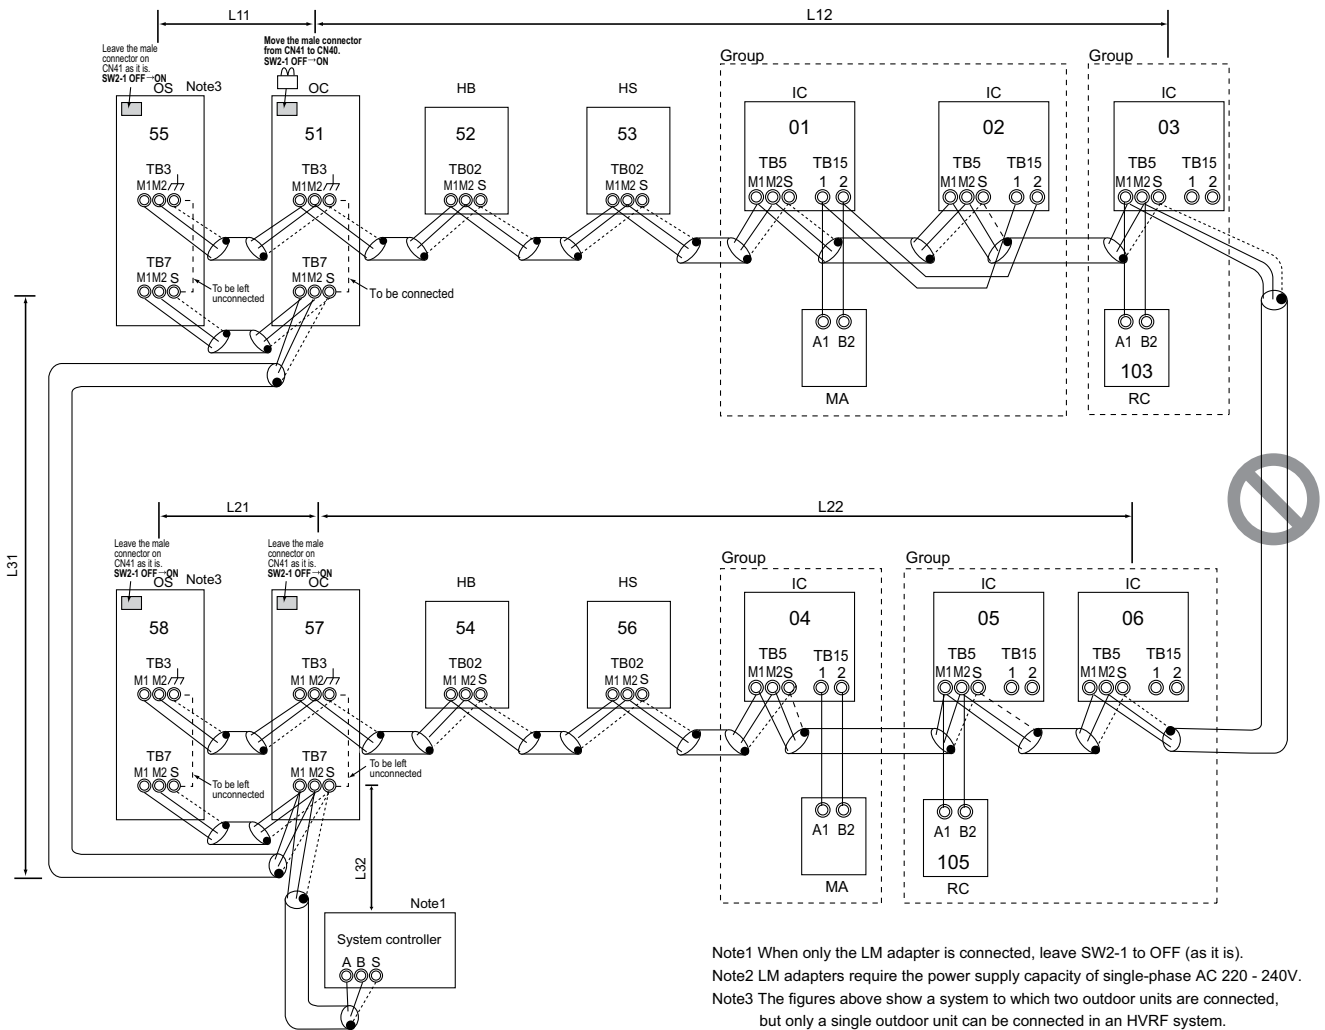 L11
L12
Leave the male
connector on
CN41 as it is.
SW2-1 OFF→ON
Move the male connector
from CN41 to CN40.
SW2-1 OFF→ON
OS Note3
OC
HB
HS
Group
Group
IC
IC
IC
55
51
52
53
01
02
03
TB3
TB3
TB02
TB02
TB5 TB15
TB5 TB15
TB5 TB15
M1M2
M1M2
M1M2 S
M1M2 S
M1M2S 1 2
M1M2S 1 2
M1M2S 1 2
TB7
TB7
M1M2 S
M1M2 S
To be left
unconnected
To be connected
A1 B2
MA
A1 B2
103
RC
L31
L21
L22
Leave the male
connector on
CN41 as it is.
SW2-1 OFF→ON
Leave the male
connector on
CN41 as it is.
SW2-1 OFF→ON
OS Note3
OC
HB
HS
Group
Group
IC
IC
IC
58
57
54
56
04
05
06
TB3
TB3
TB02
TB02
TB5 TB15
TB5 TB15
TB5 TB15
M1 M2
M1 M2
M1 M2 S
M1 M2 S
M1M2S 1 2
M1M2S 1 2
M1M2S 1 2
TB7
TB7
M1 M2 S
M1 M2 S
To be left
unconnected
To be left
unconnected
L32
A1 B2
MA
A1 B2
105
RC
Note1
System controller
A B S
Note1 When only the LM adapter is connected, leave SW2-1 to OFF (as it is).
Note2 LM adapters require the power supply capacity of single-phase AC 220 - 240V.
Note3 The figures above show a system to which two outdoor units are connected,
but only a single outdoor unit can be connected in an HVRF system.